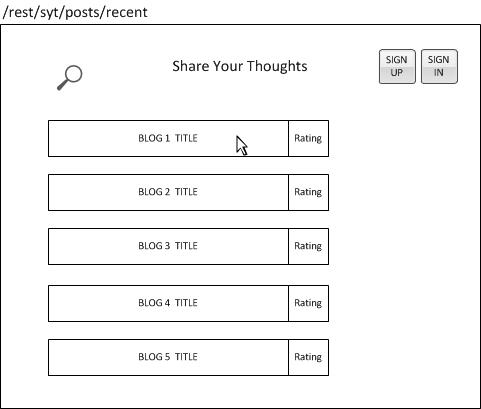 /rest/syt/posts/recent
Share Your Thoughts
SIGN
UP
SIGN
IN
BLOG 1 TITLE Rating
BLOG 2 TITLE Rating
BLOG 3 TITLE Rating
BLOG 4 TITLE Rating
BLOG 5 TITLE Rating